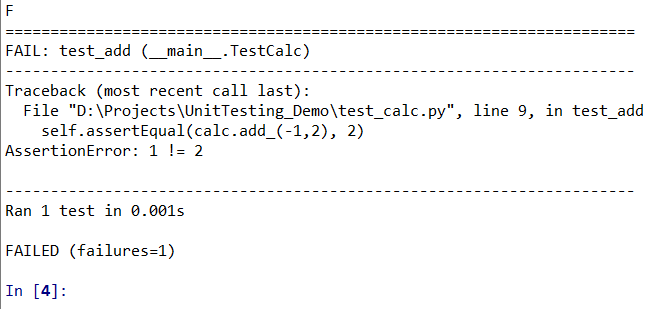 F
======================================================================
FAIL: test_add (__main__.TestCalc)
----------------------------------------------------------------------
Traceback (most recent call last):
  File "D:\Projects\UnitTesting_Demo\test_calc.py", line 9, in test_add
    self.assertEqual(calc.add_(-1,2), 2)
AssertionError: 1 != 2
----------------------------------------------------------------------
Ran 1 test in 0.001s
FAILED (failures=1)
In [4]: